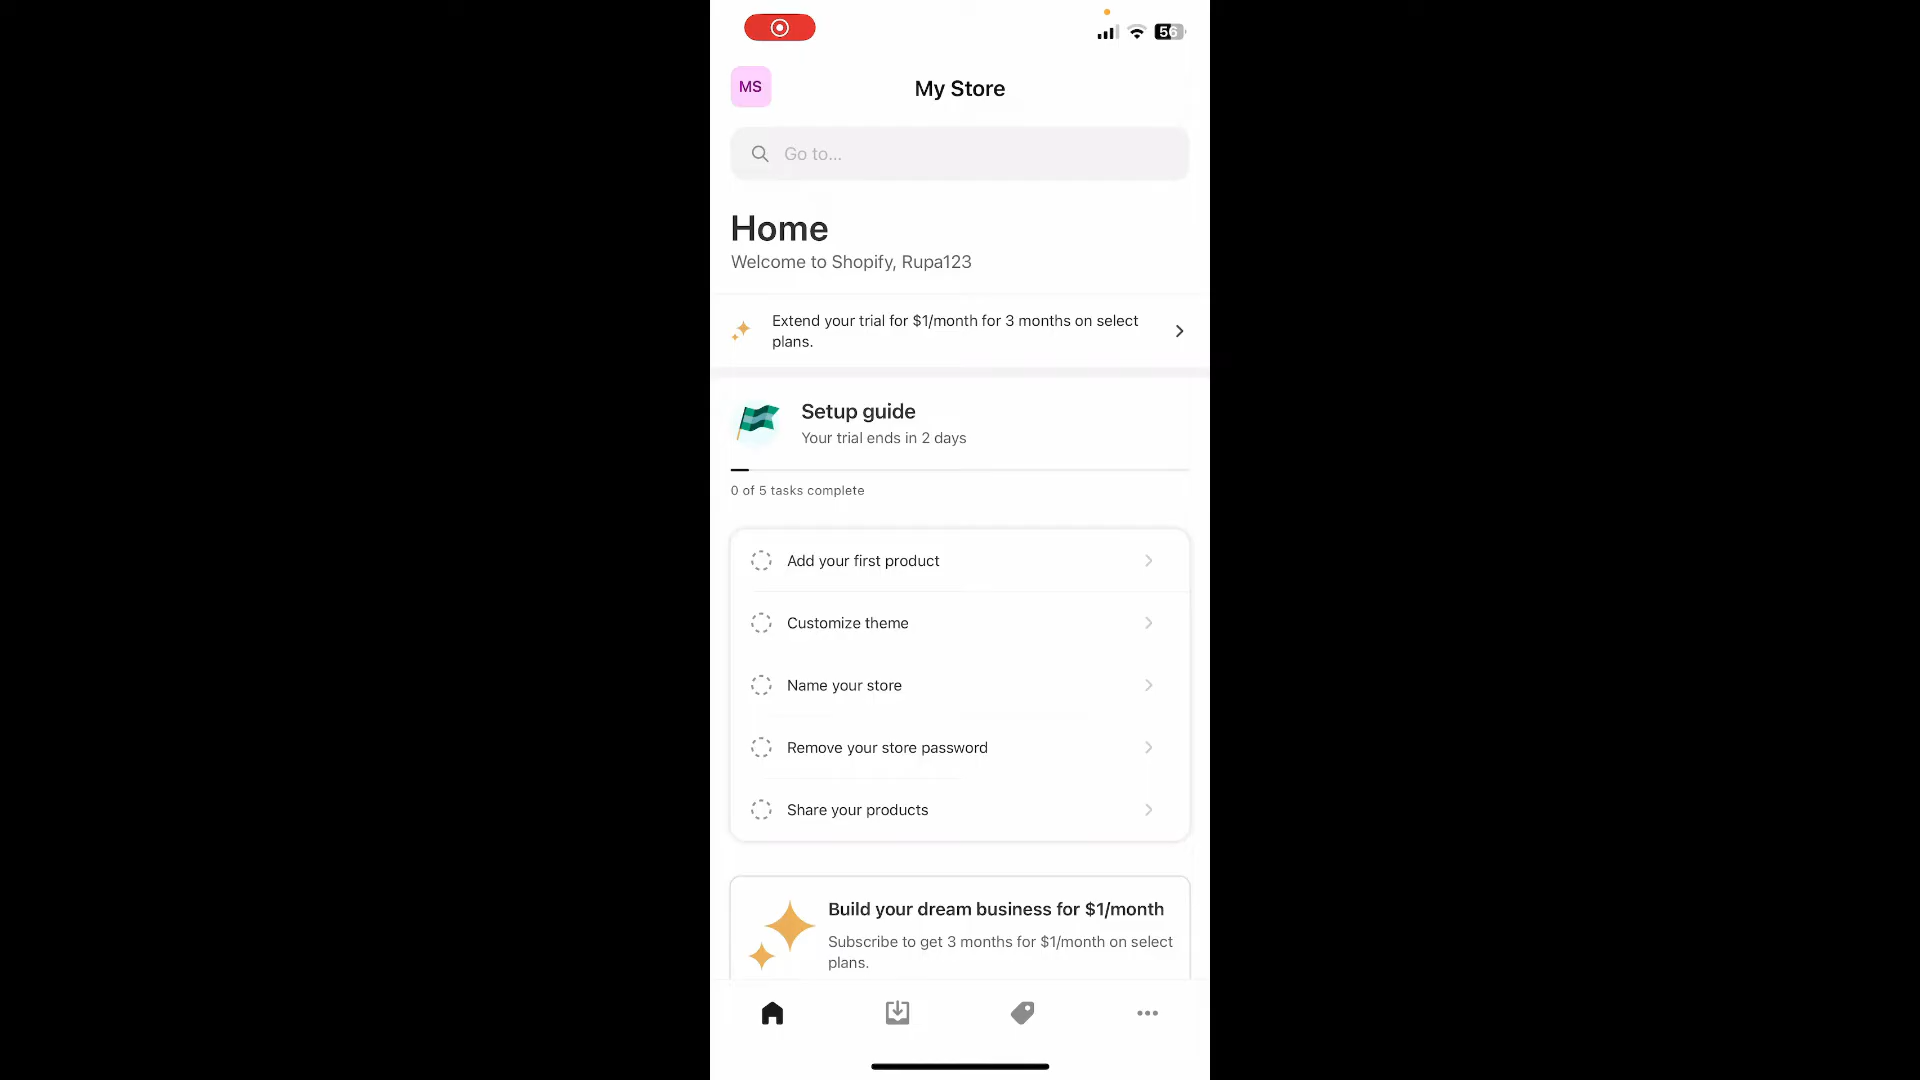 56
MS
My Store
Go to...
Home
Welcome to Shopify, Rupa123
Extend your trial for $1/month for 3 months on select
plans.
Setup guide
Your trial ends in 2 days
0 of 5 tasks complete
Add your first product
Customize theme
Name your store
Remove your store password
Share your products
Build your dream business for $1/month
Subscribe to get 3 months for $1/month on select
plans.